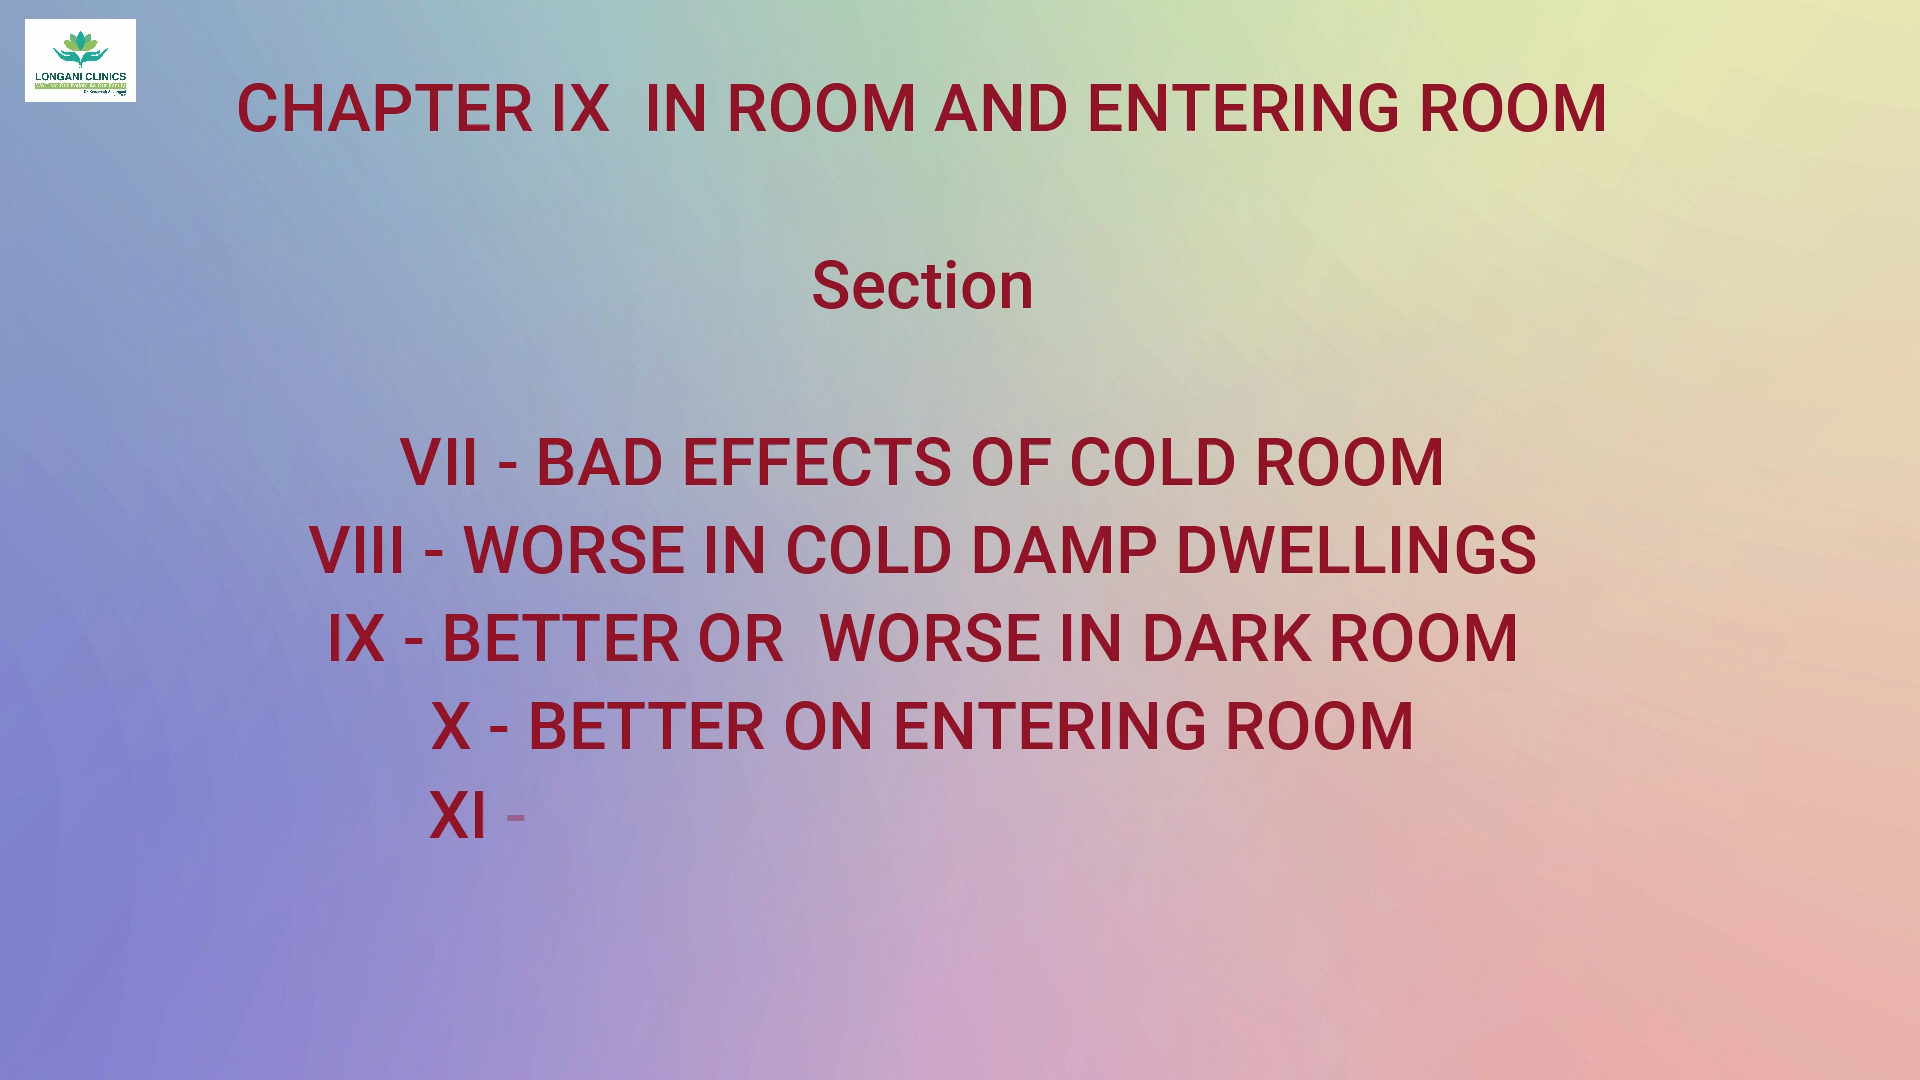 LONGANI CLINICS
CHAPTER IX  IN ROOM AND ENTERING ROOM
Section
VII - BAD EFFECTS OF COLD ROOM
VIII - WORSE IN COLD DAMP DWELLINGS
IX - BETTER OR  WORSE IN DARK ROOM
X - BETTER ON ENTERING ROOM
XI -